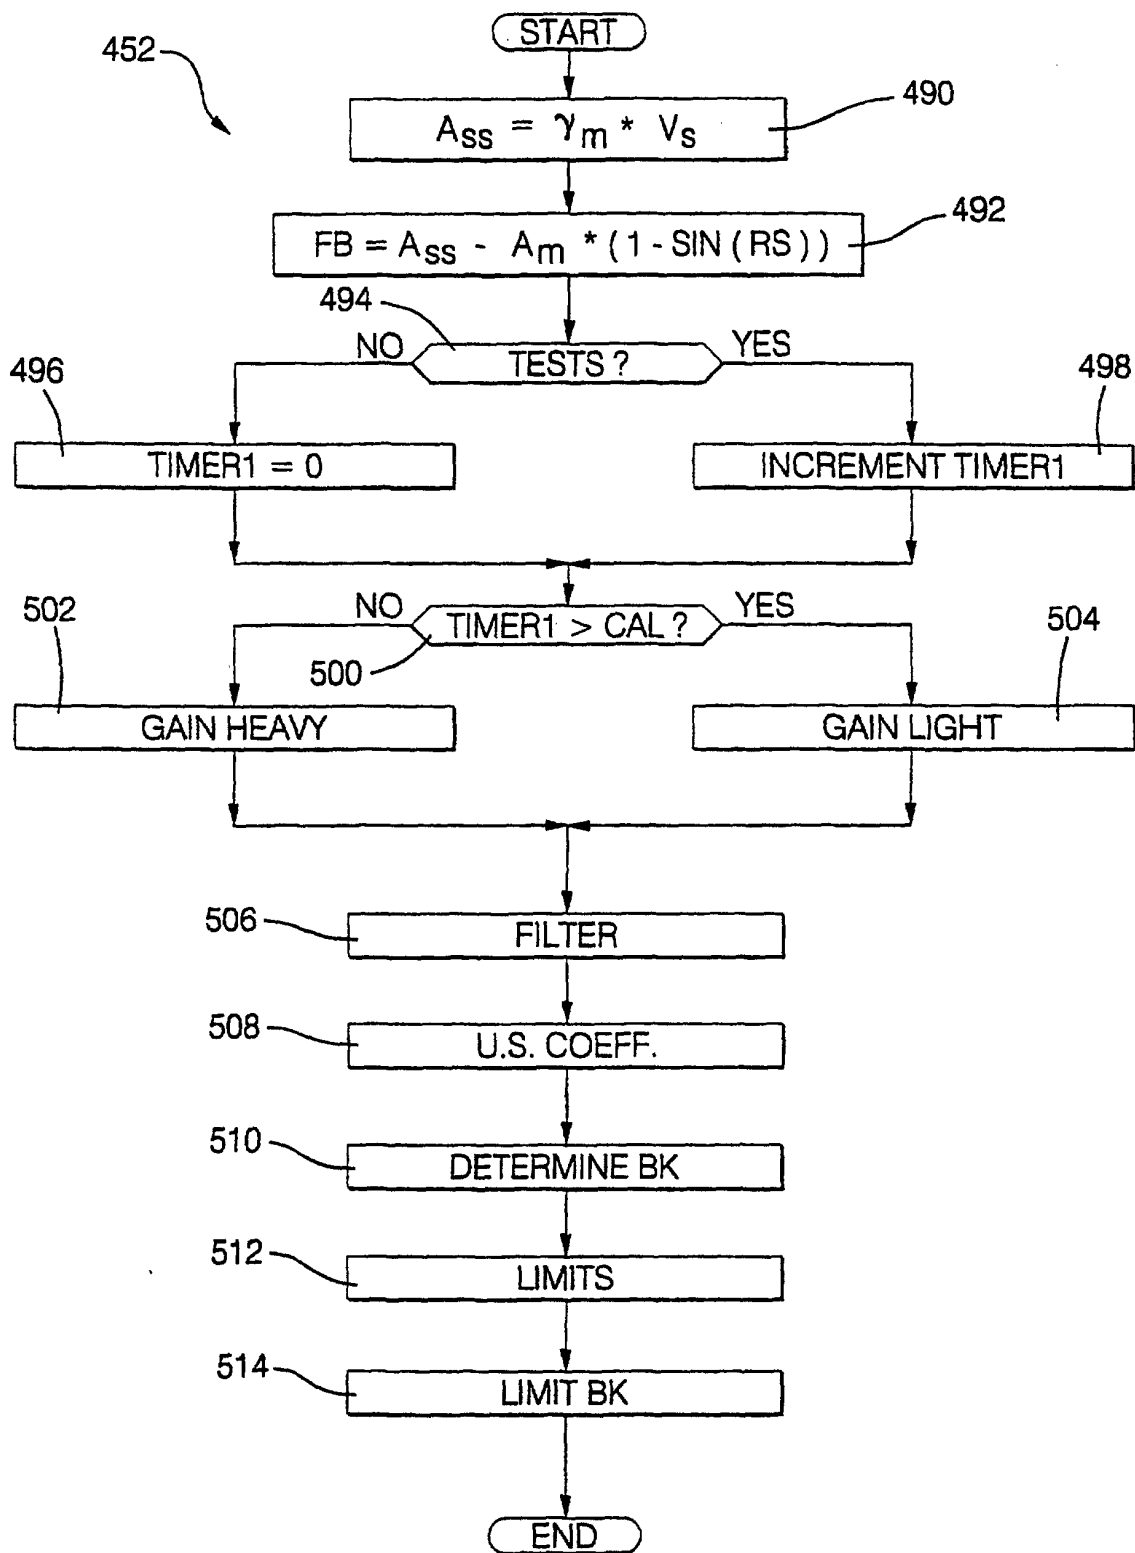 START
452
490
A_ss = γ_m * V_s
492
FB = A_ss - A_m * (1 - SIN (RS))
494
NO
TESTS ?
YES
496
498
TIMER1 = 0
INCREMENT TIMER1
502
NO
TIMER1 > CAL ?
YES
504
500
GAIN HEAVY
GAIN LIGHT
506
FILTER
508
U.S. COEFF.
510
DETERMINE BK
512
LIMITS
514
LIMIT BK
END